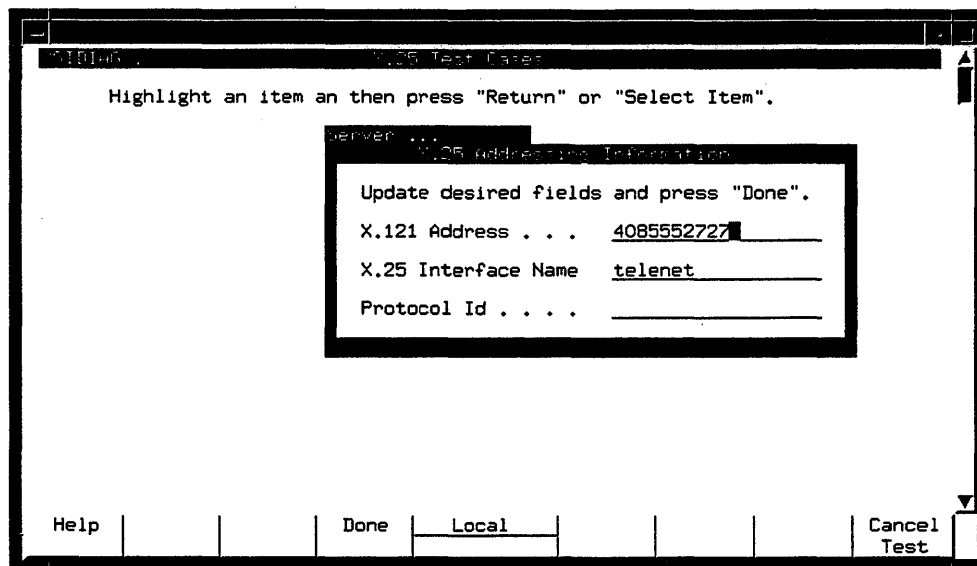 X.25 Test Cases
Highlight an item an then press "Return" or "Select Item".
Server ...
X.25 Addressing Information
Update desired fields and press "Done".
X.121 Address . . . 4085552727
X.25 Interface Name telenet
Protocol Id . . . .
Help Done Local Cancel Test